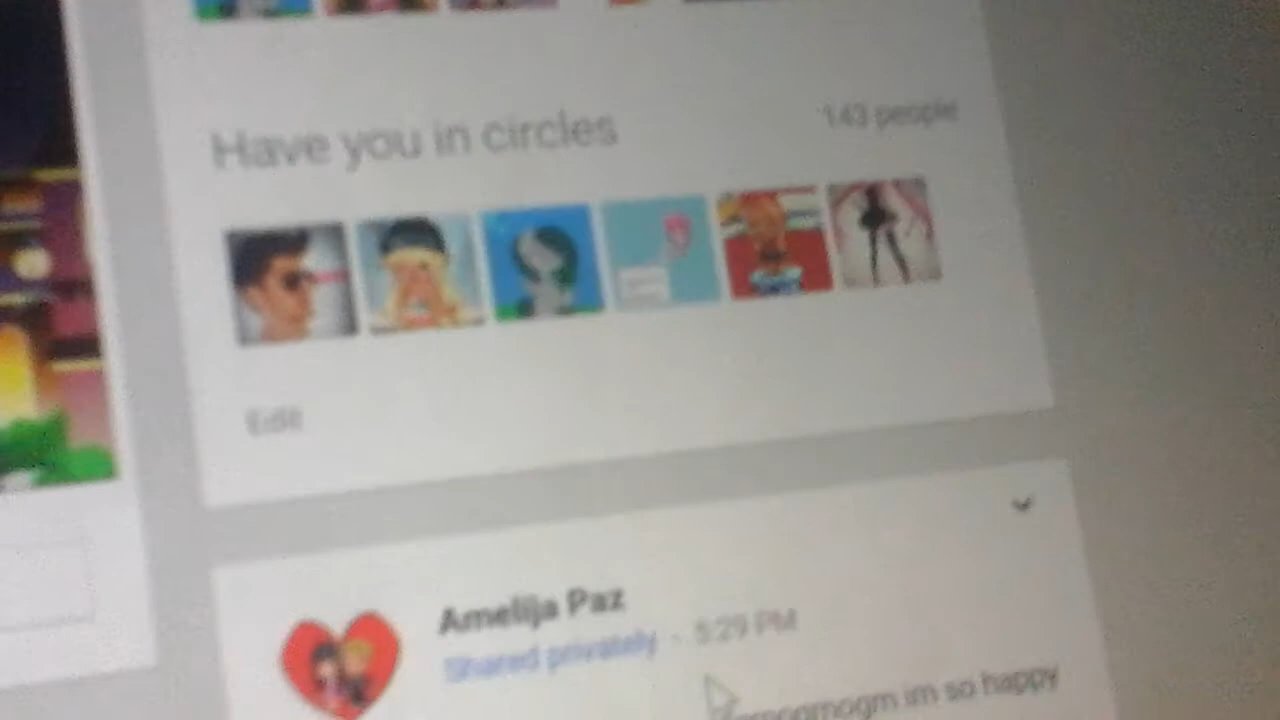 Have you in circles
143 people
Edit
Amelija Paz
Shared privately - 5:29 PM
im so happy